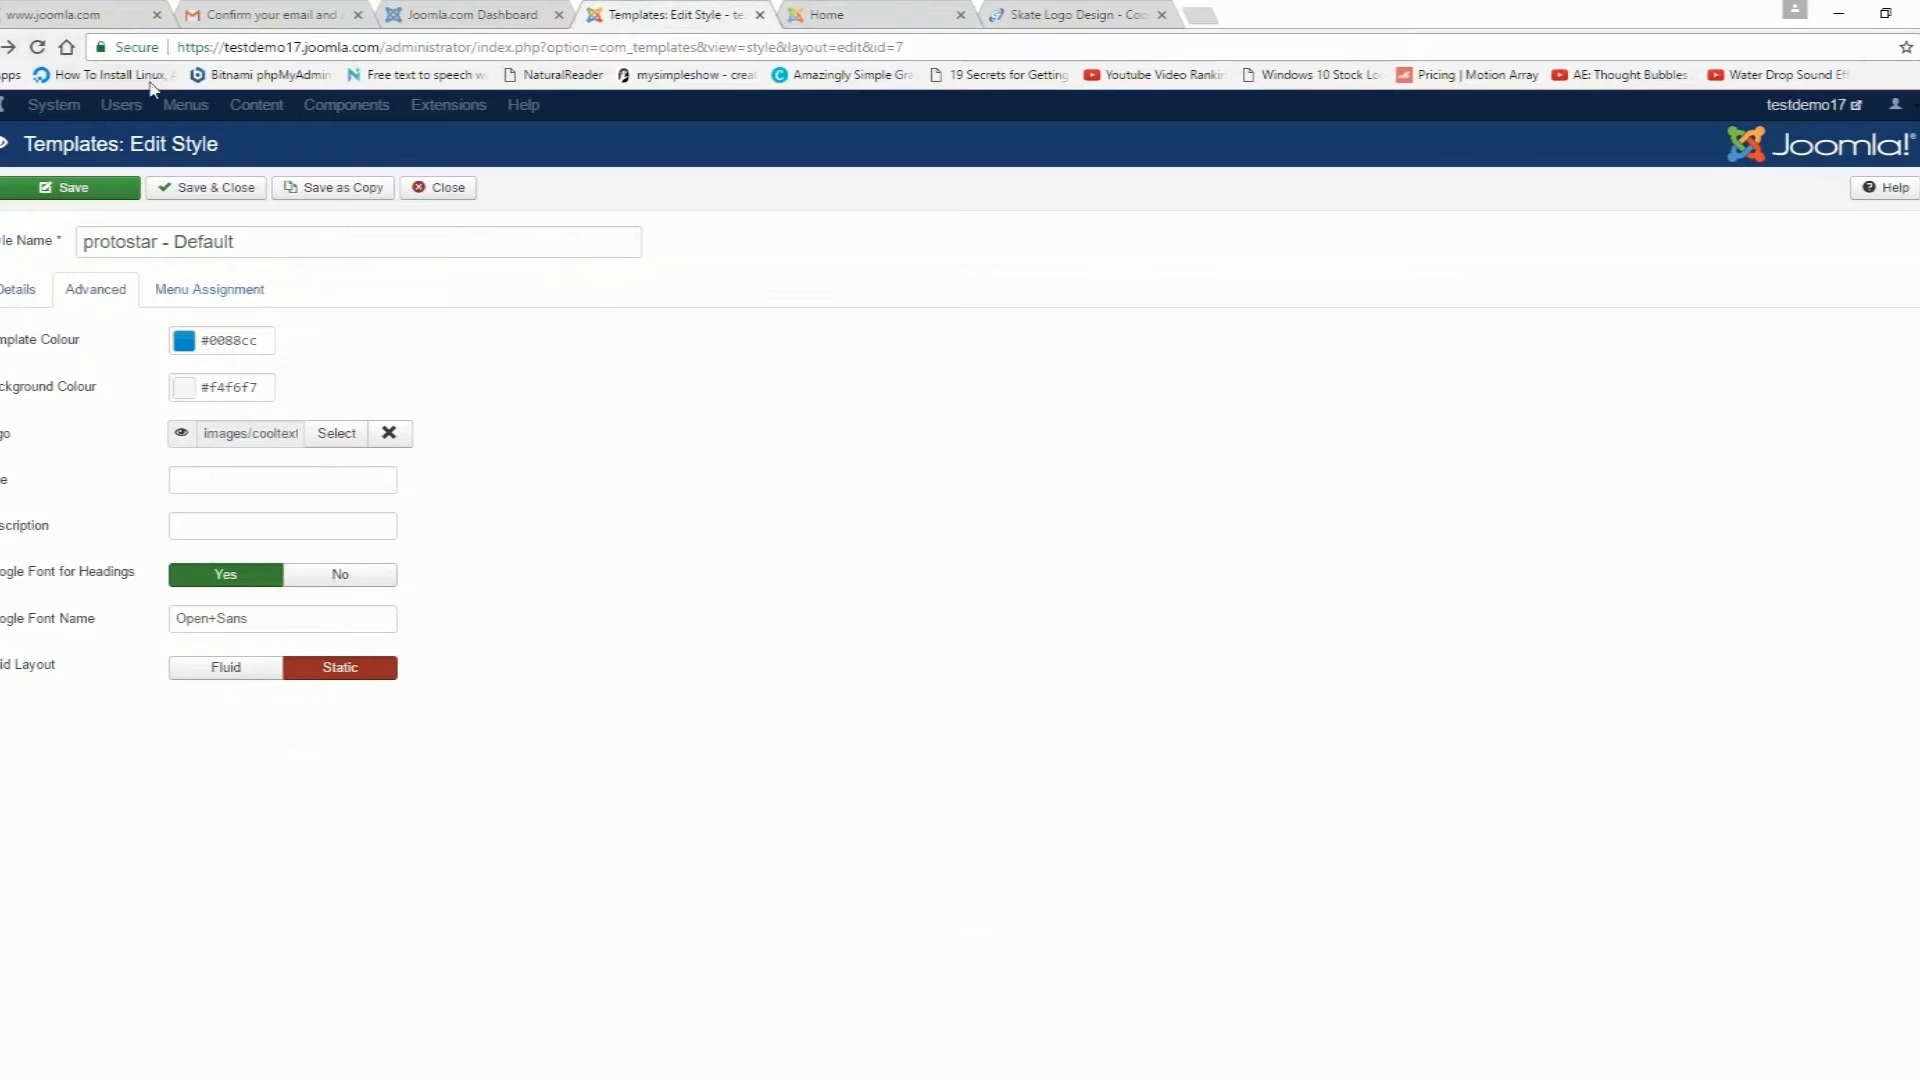 www.joomla.com
Confirm your email and
Joomla.com Dashboard
Templates: Edit Style - te
Home
Skate Logo Design - Coo
Secure
https://testdemo17.joomla.com/administrator/index.php?option=com_templates&view=style&layout=edit&id=7
pps
How To Install Linux,
Bitnami phpMyAdmin
Free text to speech w
NaturalReader
mysimpleshow - crea
Amazingly Simple Gra
19 Secrets for Getting
Youtube Video Rankin
Windows 10 Stock Lo
Pricing | Motion Array
AE: Thought Bubbles
Water Drop Sound Eff
System
Users
Menus
Content
Components
Extensions
Help
testdemo17
Templates: Edit Style
Joomla!®
Save
Save & Close
Save as Copy
Close
Help
le Name *
protostar - Default
Details
Advanced
Menu Assignment
mplate Colour
#0088cc
ckground Colour
#f4f6f7
go
images/cooltext
Select
e
scription
ogle Font for Headings
Yes
No
ogle Font Name
Open+Sans
id Layout
Fluid
Static